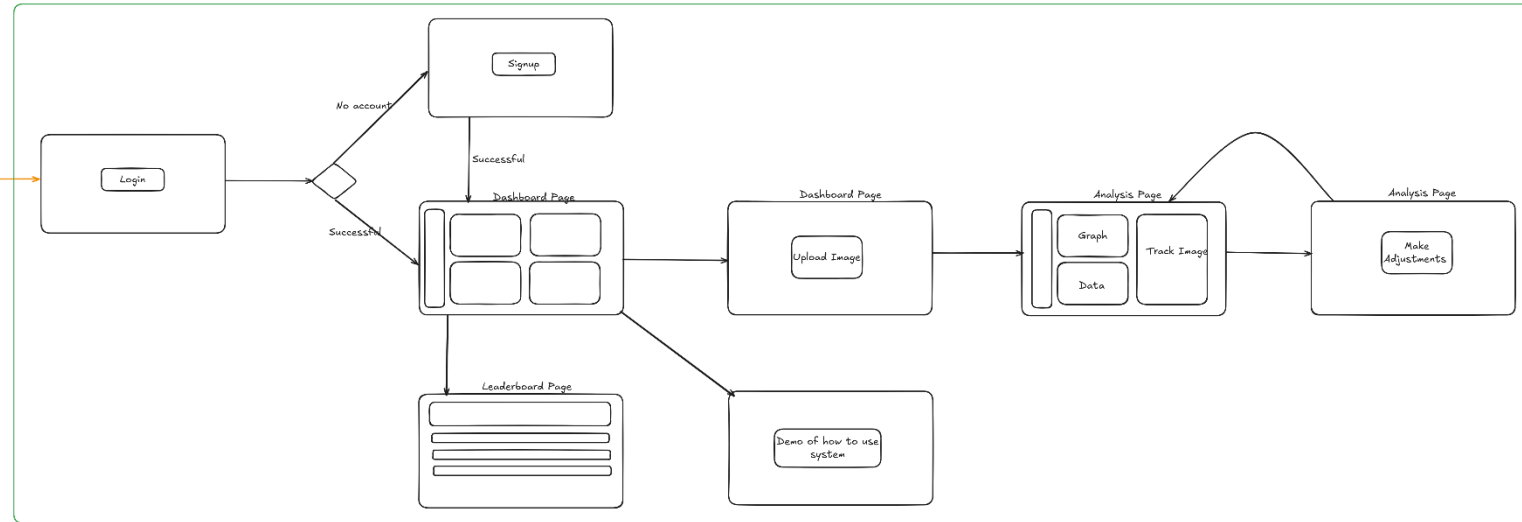 Signup
No account
Login
Successful
Dashboard Page
Successful
Dashboard Page
Upload Image
Analysis Page
Graph
Data
Track Image
Analysis Page
Make
Adjustments
Leaderboard Page
Demo of how to use
system